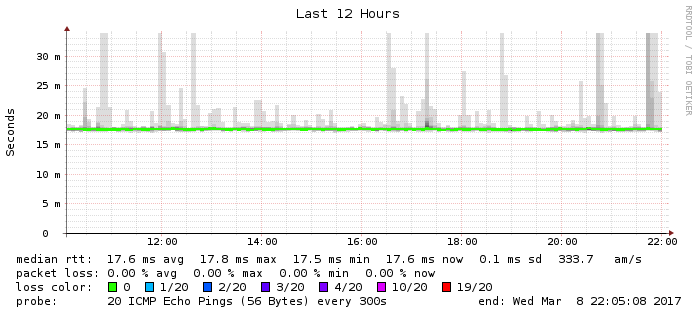 Last 12 Hours
RRDTOOL / TOBI OETIKER
Seconds
30 m
25 m
20 m
15 m
10 m
5 m
0
12:00 14:00 16:00 18:00 20:00 22:00
median rtt: 17.6 ms avg 17.8 ms max 17.5 ms min 17.6 ms now 0.1 ms sd 333.7 am/s
packet loss: 0.00 % avg 0.00 % max 0.00 % min 0.00 % now
loss color: 0 1/20 2/20 3/20 4/20 10/20 19/20
probe: 20 ICMP Echo Pings (56 Bytes) every 300s end: Wed Mar 8 22:05:08 2017